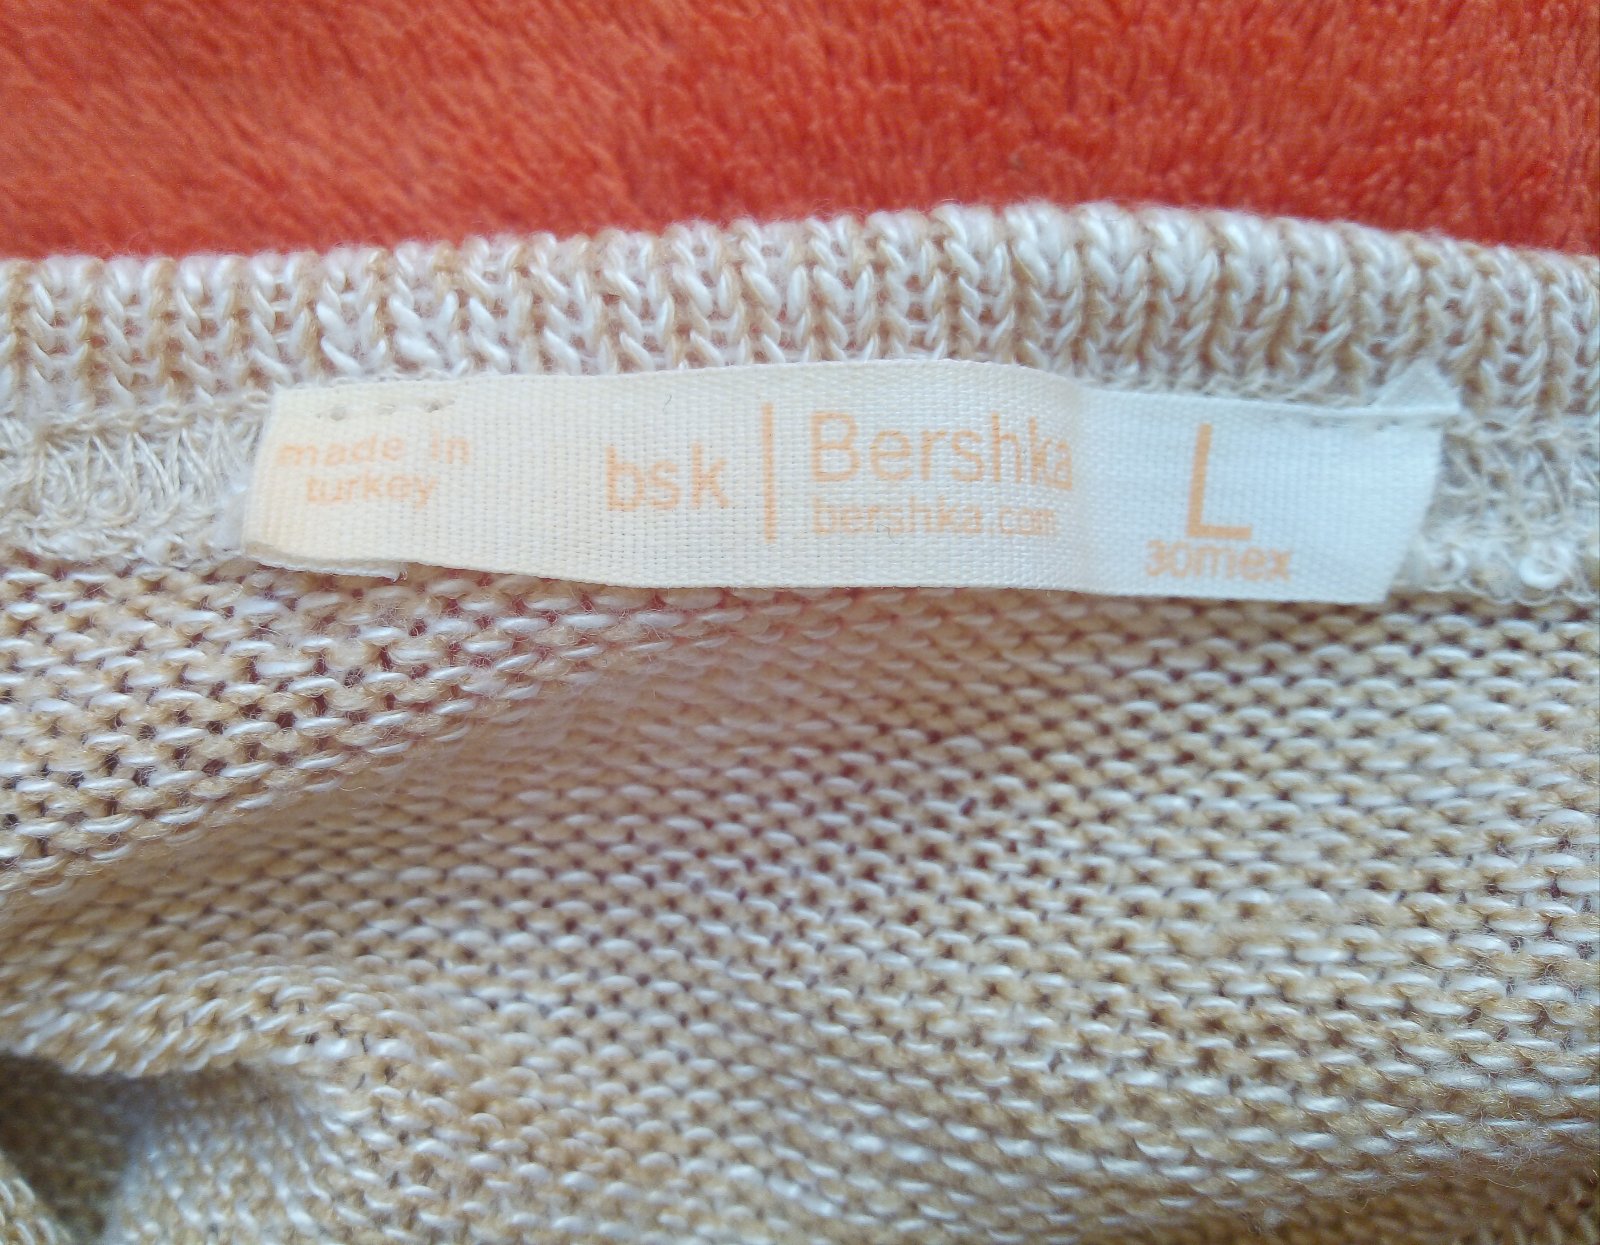 made in
turkey
bsk | Bershka
bershka.com
L
30mex